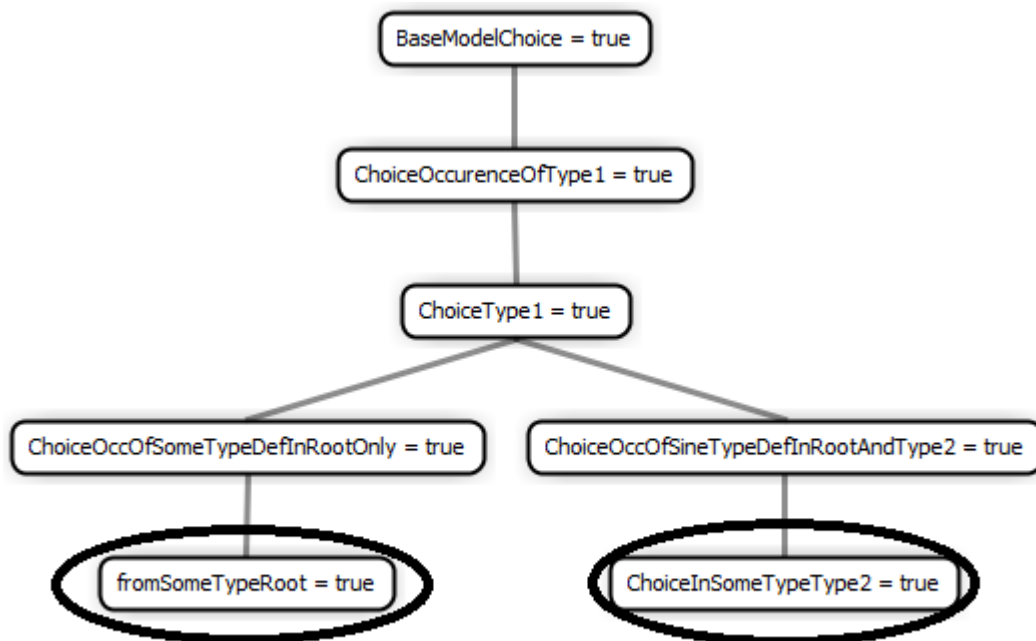 BaseModelChoice = true
ChoiceOccurenceOfType1 = true
ChoiceType1 = true
ChoiceOccOfSomeTypeDefInRootOnly = true
ChoiceOccOfSineTypeDefInRootAndType2 = true
fromSomeTypeRoot = true
ChoiceInSomeTypeType2 = true